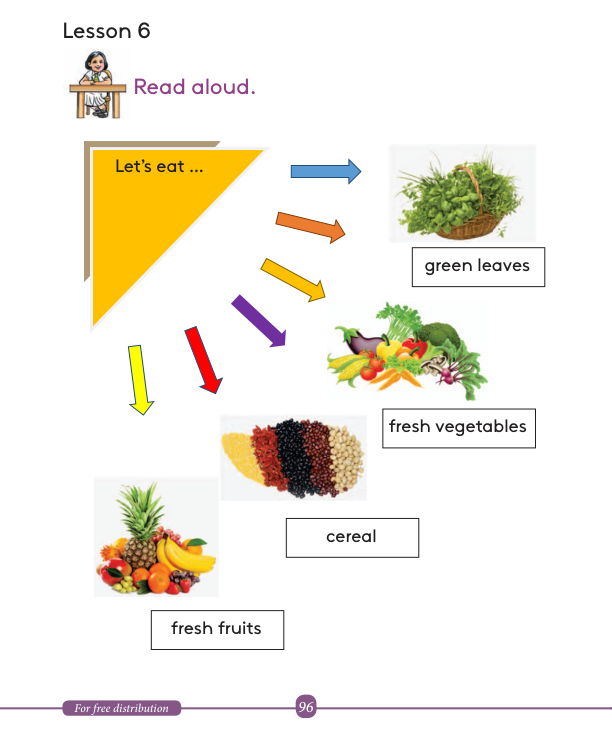 Lesson 6
Read aloud.
Let's eat ...
green leaves
fresh vegetables
cereal
fresh fruits
For free distribution
96